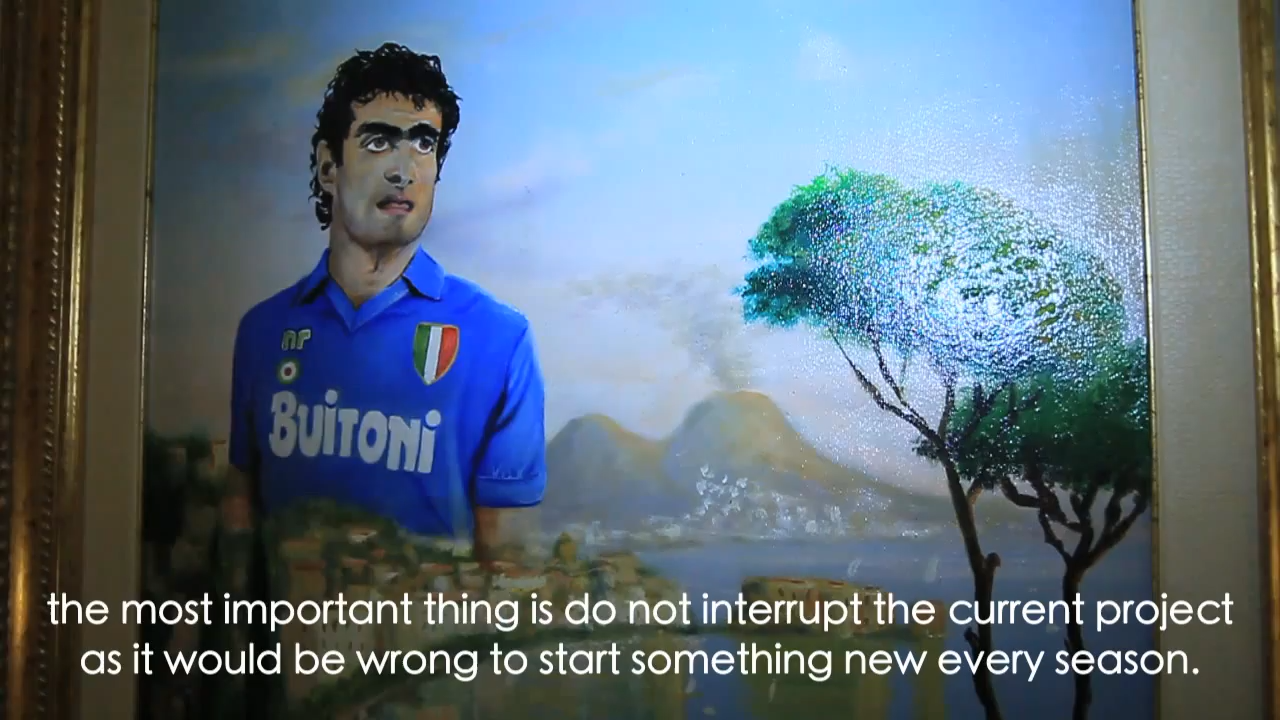 nr
BUiTONi
the most important thing is do not interrupt the current project
as it would be wrong to start something new every season.